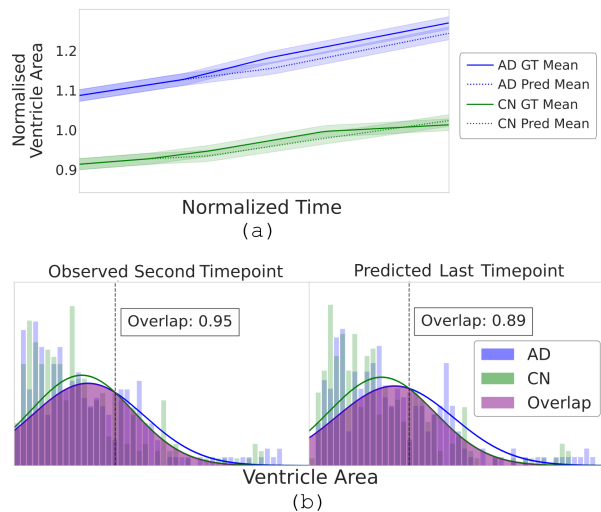 Normalised
Ventricle Area
1.2
1.1
1.0
0.9
AD GT Mean
AD Pred Mean
CN GT Mean
CN Pred Mean
Normalized Time
(a)
Observed Second Timepoint
Predicted Last Timepoint
Overlap: 0.95
Overlap: 0.89
AD
CN
Overlap
Ventricle Area
(b)